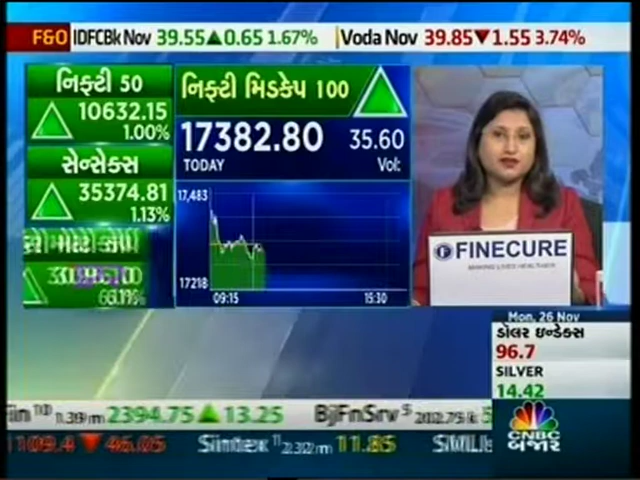 F&O IDFCBk Nov 39.55 0.65 1.67% Voda Nov 39.85 1.55 3.74%
નિફ્ટી 50
10632.15
1.00%
સેન્સેક્સ
35374.81
1.13%
નિફ્ટી મિડકેપ 100
17382.80 35.60
TODAY Vol:
17,483
17218
09:15 15:30
FINECURE
MAKING LIVES HEALTHIER
Mon, 26 Nov
ડૉલર ઇન્ડેક્સ
96.7
SILVER
14.42
2394.75 13.25 BjFnSrv
1109.4 46.05 Sintex 11.85
CNBC
બજાર